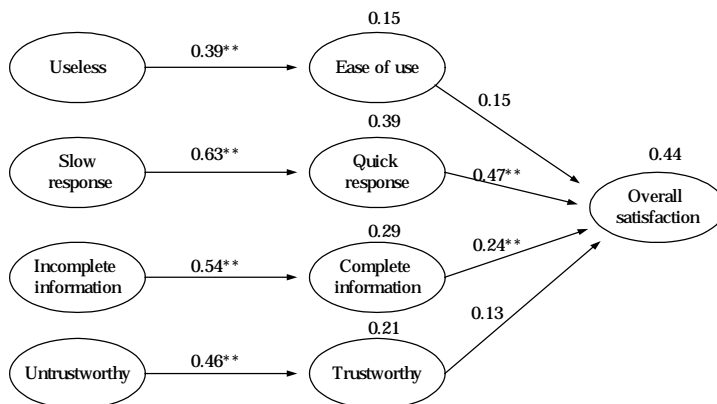 0.15
Useless
0.39**
Ease of use
0.15
0.39
Slow
response
0.63**
Quick
response
0.47**
0.44
Overall
satisfaction
0.29
Incomplete
information
0.54**
Complete
information
0.24**
0.21
0.13
Untrustworthy
0.46**
Trustworthy